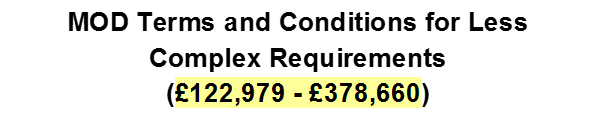 MOD Terms and Conditions for Less
Complex Requirements
(£122,979 - £378,660)